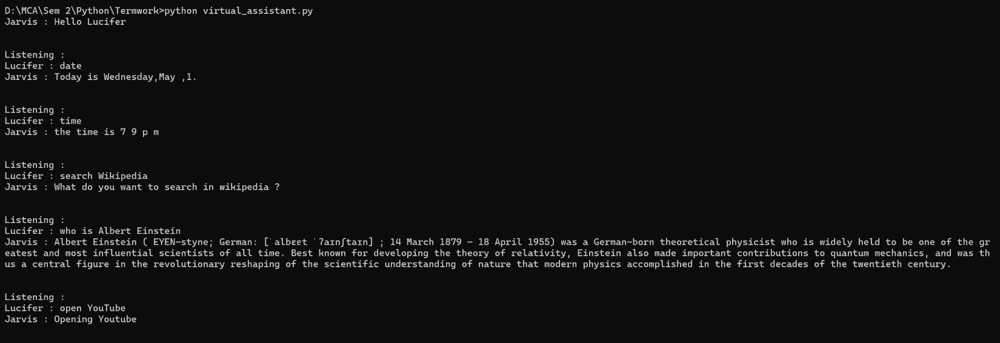 D:\MCA\Sem 2\Python\Termwork>python virtual_assistant.py
Jarvis : Hello Lucifer
Listening :
Lucifer : date
Jarvis : Today is Wednesday,May ,1.
Listening :
Lucifer : time
Jarvis : the time is 7 9 p m
Listening :
Lucifer : search Wikipedia
Jarvis : What do you want to search in wikipedia ?
Listening :
Lucifer : who is Albert Einstein
Jarvis : Albert Einstein ( EYEN-styne; German: [ˈalbɛɐt ˈʔaɪnʃtaɪn] ; 14 March 1879 – 18 April 1955) was a German-born theoretical physicist who is widely held to be one of the gr
eatest and most influential scientists of all time. Best known for developing the theory of relativity, Einstein also made important contributions to quantum mechanics, and was th
us a central figure in the revolutionary reshaping of the scientific understanding of nature that modern physics accomplished in the first decades of the twentieth century.
Listening :
Lucifer : open YouTube
Jarvis : Opening Youtube